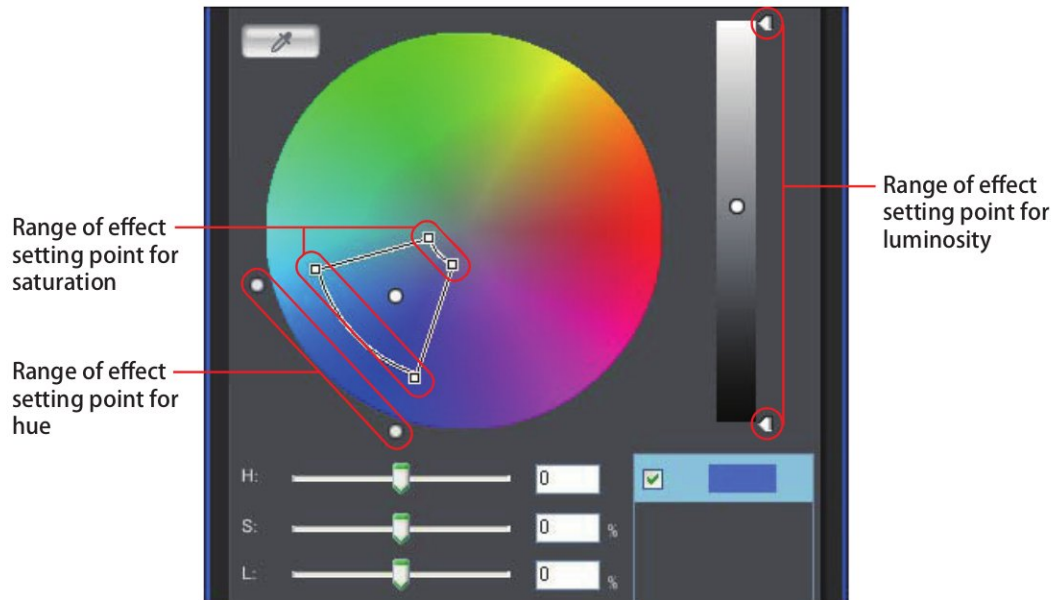 Range of effect
setting point for
saturation
Range of effect
setting point for
hue
Range of effect
setting point for
luminosity
H: 0
S: 0 %
L: 0 %